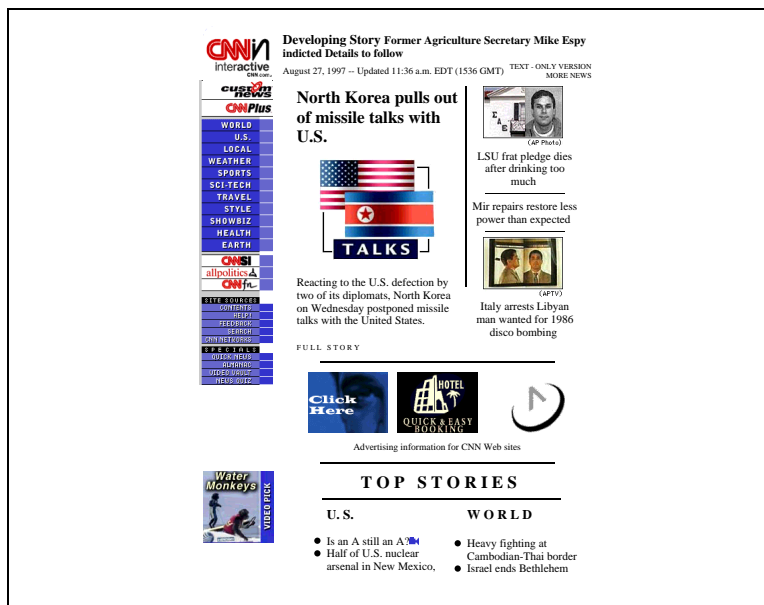 CNNin
interactive
CNN.com
Developing Story Former Agriculture Secretary Mike Espy
indicted Details to follow
August 27, 1997 -- Updated 11:36 a.m. EDT (1536 GMT)
TEXT - ONLY VERSION
MORE NEWS
custom
news
CNNPlus
WORLD
U.S.
LOCAL
WEATHER
SPORTS
SCI-TECH
TRAVEL
STYLE
SHOWBIZ
HEALTH
EARTH
CNNSI
allpolitics
CNNfn
SITE SOURCES
CONTENTS
HELP!
FEEDBACK
SEARCH
CNN NETWORKS
SPECIALS
QUICK NEWS
ALMANAC
VIDEO VAULT
NEWS QUIZ
North Korea pulls out
of missile talks with
U.S.
TALKS
Reacting to the U.S. defection by
two of its diplomats, North Korea
on Wednesday postponed missile
talks with the United States.
FULL STORY
EAE
(AP Photo)
LSU frat pledge dies
after drinking too
much
Mir repairs restore less
power than expected
(APTV)
Italy arrests Libyan
man wanted for 1986
disco bombing
Click
Here
HOTEL
QUICK & EASY
BOOKING
Advertising information for CNN Web sites
Water
Monkeys
VIDEO PICK
TOP STORIES
U. S.
Is an A still an A?
Half of U.S. nuclear
arsenal in New Mexico,
WORLD
Heavy fighting at
Cambodian-Thai border
Israel ends Bethlehem